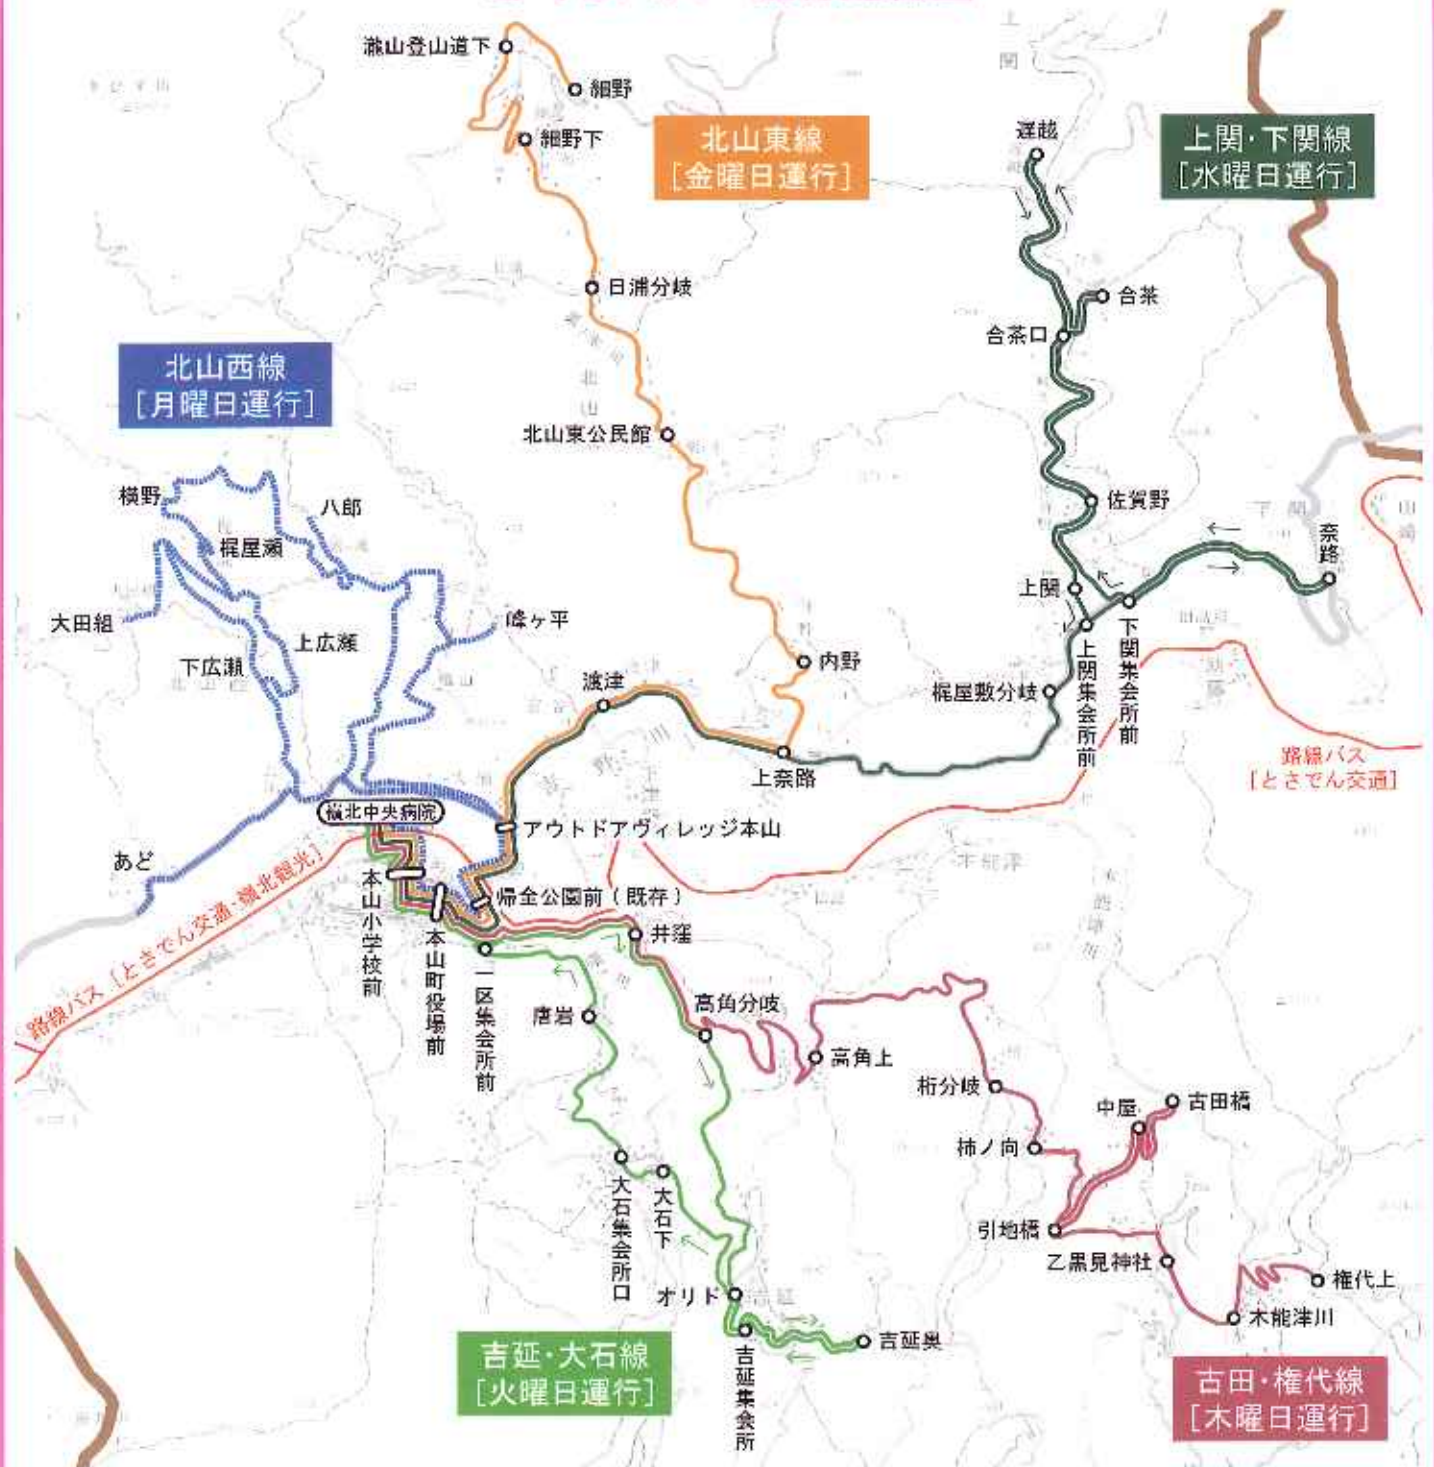 瀧山登山道下
細野
細野下
北山東線
[金曜日運行]
上関・下関線
[水曜日運行]
遅越
日浦分岐
合茶
合茶口
北山西線
[月曜日運行]
北山東公民館
横野
八郎
梶屋瀬
佐賀野
奈路
大田組
上広瀬
下広瀬
峰ヶ平
上関
下関集会所前
上関集会所前
内野
渡津
梶屋敷分岐
上奈路
路線バス
[とさでん交通]
嶺北中央病院
アウトドアヴィレッジ本山
あど
路線バス[とさでん交通・嶺北観光]
本山小学校前
帰全公園前(既存)
本山町役場前
井窪
一区集会所前
高角分岐
唐岩
高角上
桁分岐
中屋
古田橋
柿ノ向
大石集会所口
大石下
引地橋
乙黒見神社
権代上
オリド
木能津川
吉延・大石線
[火曜日運行]
吉延奥
吉延集会所
古田・権代線
[木曜日運行]